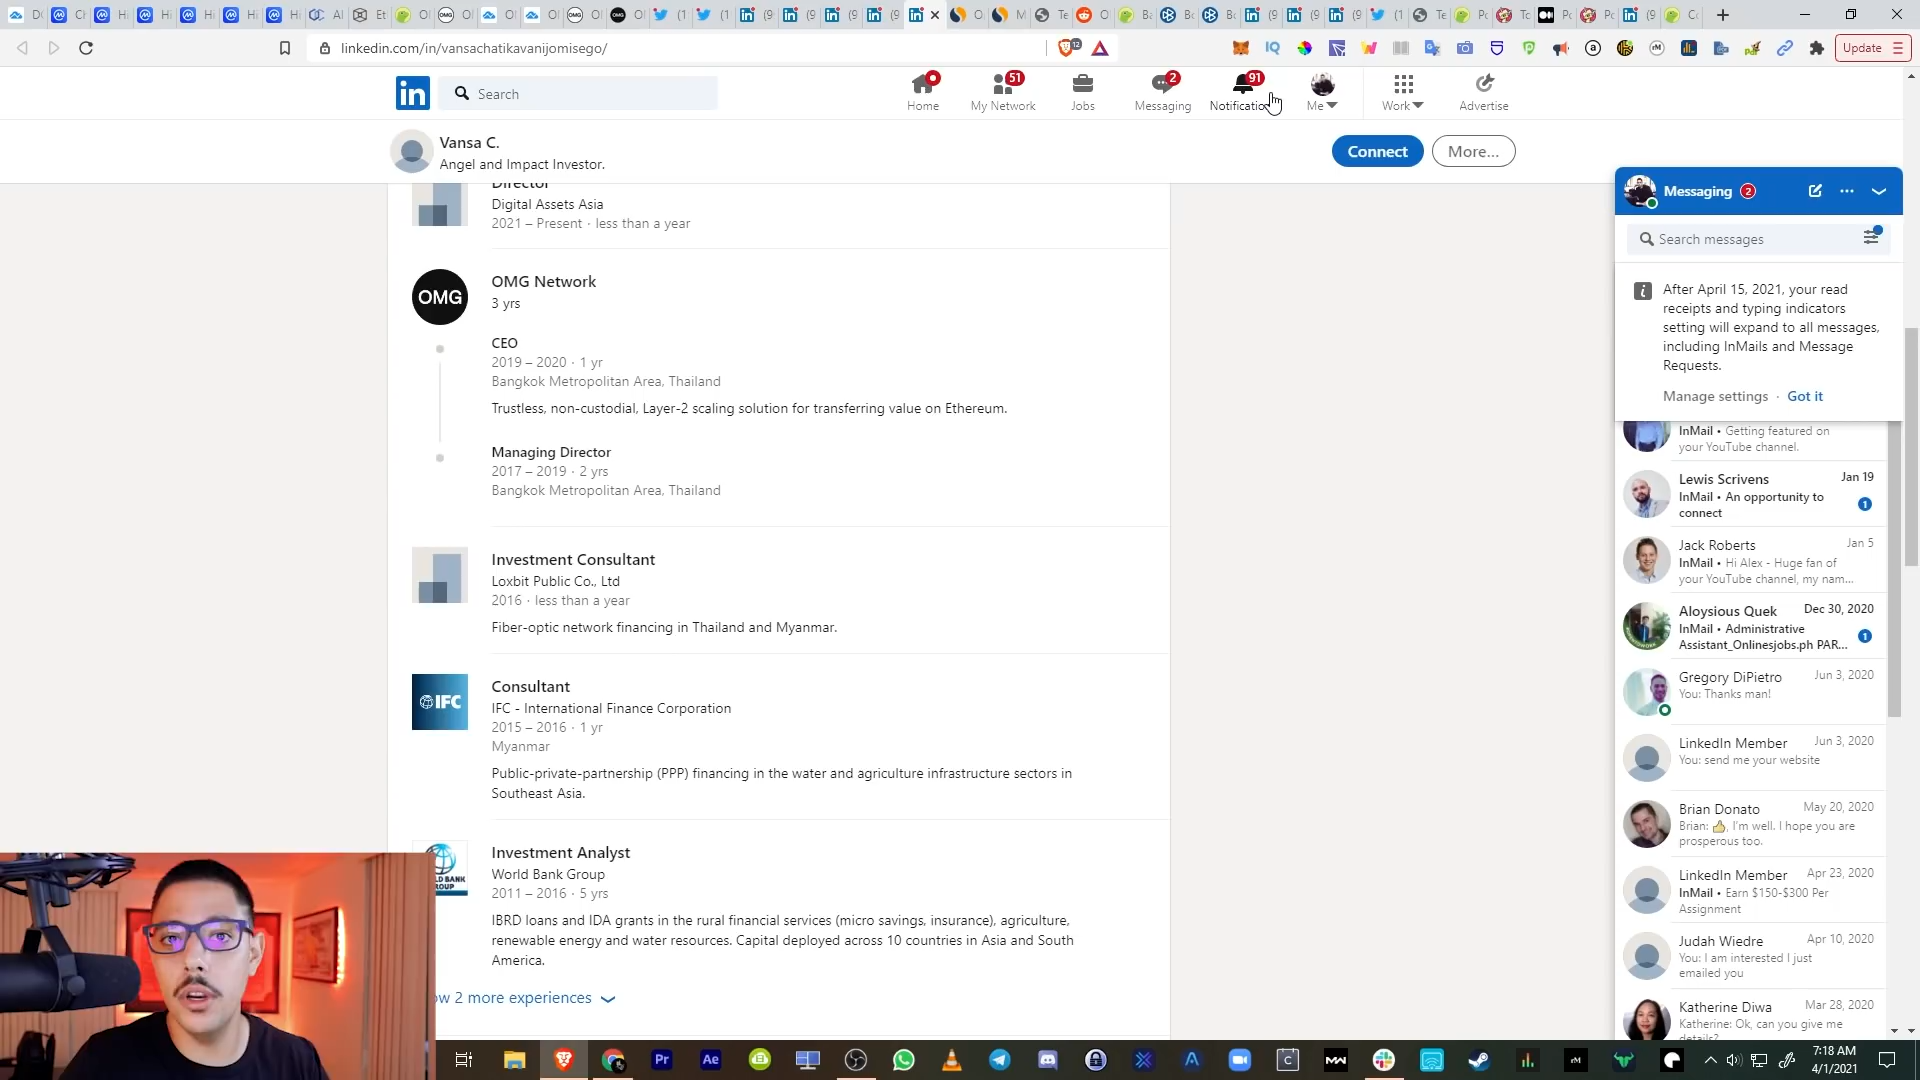 linkedin.com/in/vansachatikavanijomisego/
12
Update
Search
Home
51
My Network
Jobs
2
Messaging
91
Me
Work
Advertise
Vansa C.
Angel and Impact Investor.
Connect
More...
Director
Digital Assets Asia
2021 – Present · less than a year
OMG
OMG Network
3 yrs
CEO
2019 – 2020 · 1 yr
Bangkok Metropolitan Area, Thailand
Trustless, non-custodial, Layer-2 scaling solution for transferring value on Ethereum.
Managing Director
2017 – 2019 · 2 yrs
Bangkok Metropolitan Area, Thailand
Investment Consultant
Loxbit Public Co., Ltd
2016 · less than a year
Fiber-optic network financing in Thailand and Myanmar.
IFC
Consultant
IFC - International Finance Corporation
2015 – 2016 · 1 yr
Myanmar
Public-private-partnership (PPP) financing in the water and agriculture infrastructure sectors in
Southeast Asia.
Investment Analyst
World Bank Group
2011 – 2016 · 5 yrs
IBRD loans and IDA grants in the rural financial services (micro savings, insurance), agriculture,
renewable energy and water resources. Capital deployed across 10 countries in Asia and South
America.
2 more experiences
Messaging 2
Search messages
After April 15, 2021, your read
receipts and typing indicators
setting will expand to all messages,
including InMails and Message
Requests.
Manage settings · Got it
InMail • Getting featured on
your YouTube channel.
Lewis Scrivens Jan 19
InMail • An opportunity to
connect 1
Jack Roberts Jan 5
InMail • Hi Alex - Huge fan of
your YouTube channel, my nam...
Aloysious Quek Dec 30, 2020
InMail • Administrative
Assistant_Onlinesjobs.ph PAR... 1
Gregory DiPietro Jun 3, 2020
You: Thanks man!
LinkedIn Member Jun 3, 2020
You: send me your website
Brian Donato May 20, 2020
Brian: 👍, I'm well. I hope you are
prosperous too.
LinkedIn Member Apr 23, 2020
InMail • Earn $150-$300 Per
Assignment
Judah Wiedre Apr 10, 2020
You: I am interested I just
emailed you
Katherine Diwa Mar 28, 2020
Katherine: Ok, can you give me
7:18 AM
4/1/2021